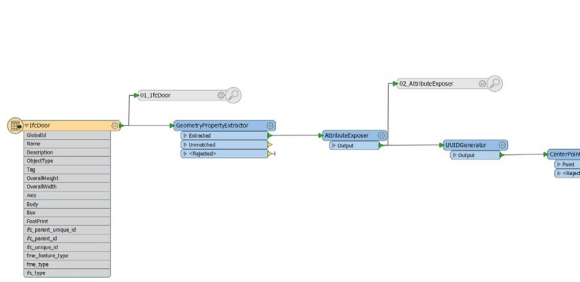 01_IfcDoor
02_AttributeExposer
IfcDoor
GlobalId
Name
Description
ObjectType
Tag
OverallHeight
OverallWidth
Axis
Body
Box
FootPrint
ifc_parent_unique_id
ifc_parent_id
ifc_unique_id
fme_feature_type
fme_type
ifc_type
GeometryPropertyExtractor
Extracted
Unmatched
<Rejected>
AttributeExposer
Output
UUIDGenerator
Output
CenterPoint
Point
<Reject